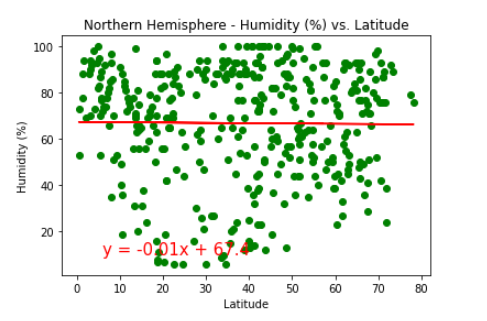 Northern Hemisphere - Humidity (%) vs. Latitude
100
80
60
40
20
Humidity (%)
y = -0.01x + 67.4
0 10 20 30 40 50 60 70 80
Latitude